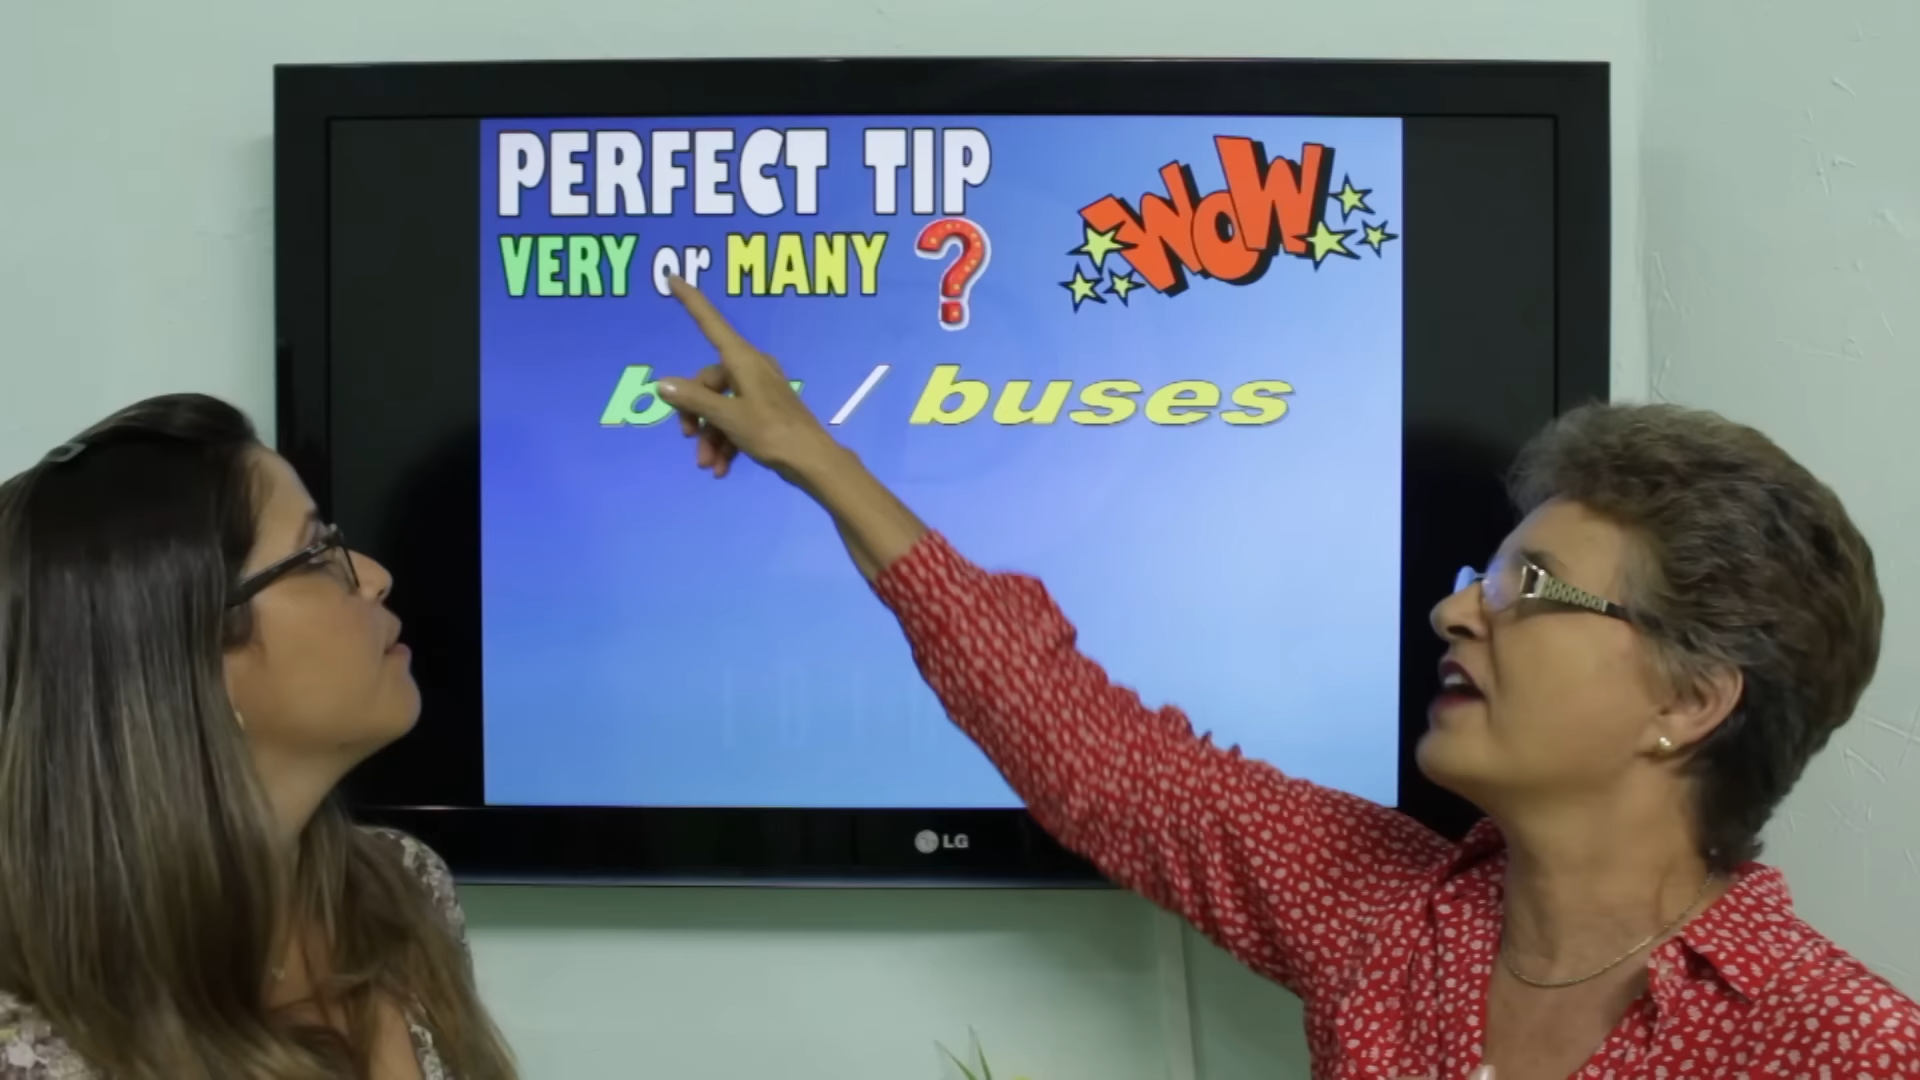 PERFECT TIP
WOW
VERY or MANY ?
/ buses
LG